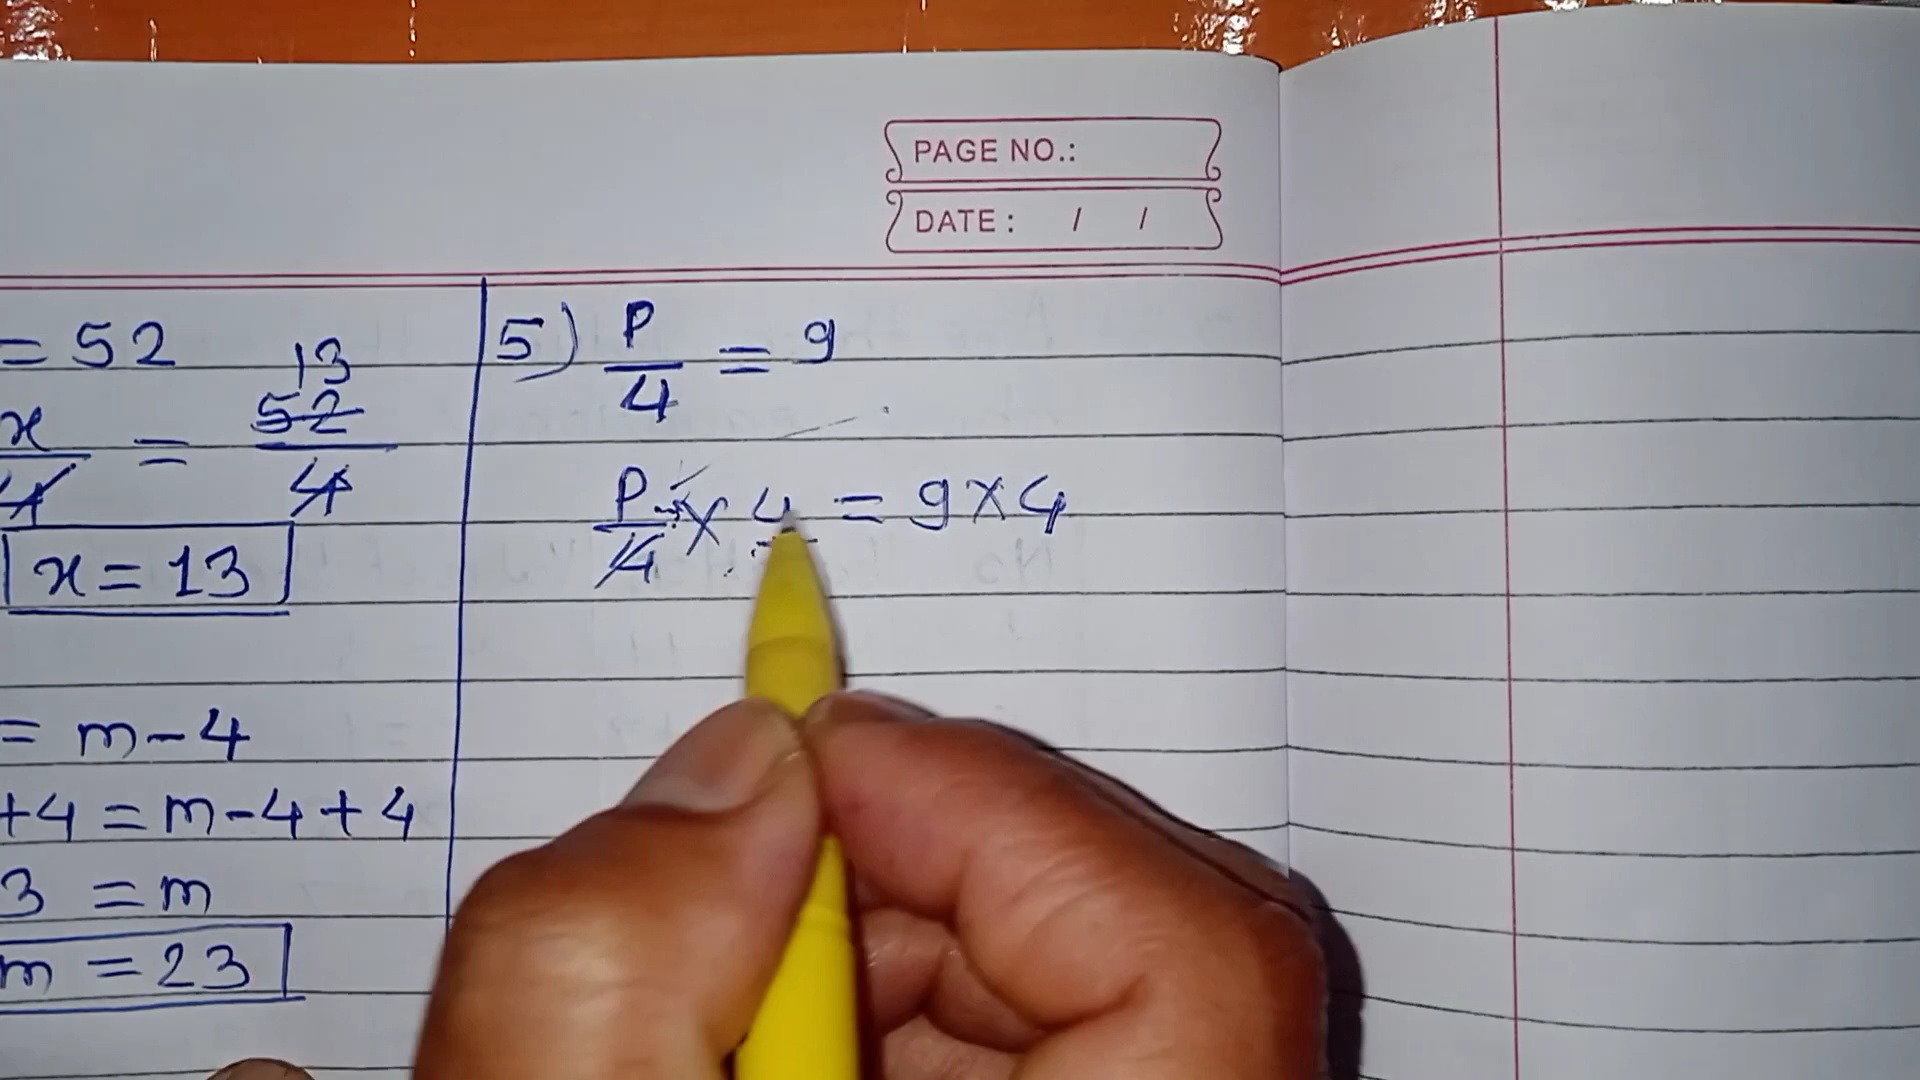 PAGE NO.:
DATE : / /
= 52
x/4 = 52/4 13
x = 13
= m - 4
+4 = m - 4 + 4
3 = m
m = 23
5) P/4 = 9
P/4 × 4 = 9 × 4